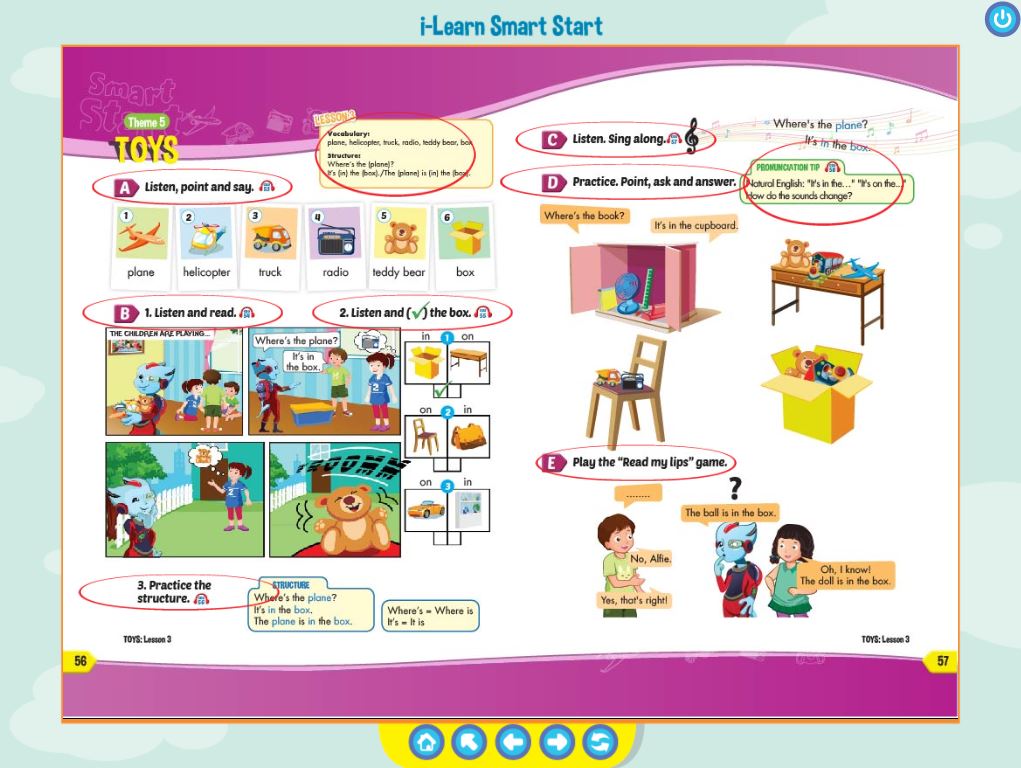 i-Learn Smart Start
Smart
Start
Theme 5
TOYS
LESSON 3
Vocabulary:
plane, helicopter, truck, radio, teddy bear, box
Structure:
Where's the (plane)?
It's (in) the (box)./The (plane) is (in) the (box).
A Listen, point and say.
1
2
3
4
5
6
plane
helicopter
truck
radio
teddy bear
box
B 1. Listen and read.
THE CHILDREN ARE PLAYING...
Where's the plane?
It's in
the box.
ZOOMM
2. Listen and (✓) the box.
in 1 on
on 2 in
on 3 in
3. Practice the
structure.
STRUCTURE
Where's the plane?
It's in the box.
The plane is in the box.
Where's = Where is
It's = It is
TOYS: Lesson 3
56
C Listen. Sing along.
Where's the plane?
It's in the box.
D Practice. Point, ask and answer.
PRONUNCIATION TIP
Natural English: "It's in the..." "It's on the..."
How do the sounds change?
Where's the book?
It's in the cupboard.
E Play the "Read my lips" game.
........
?
The ball is in the box.
No, Alfie.
Oh, I know!
The doll is in the box.
Yes, that's right!
TOYS: Lesson 3
57